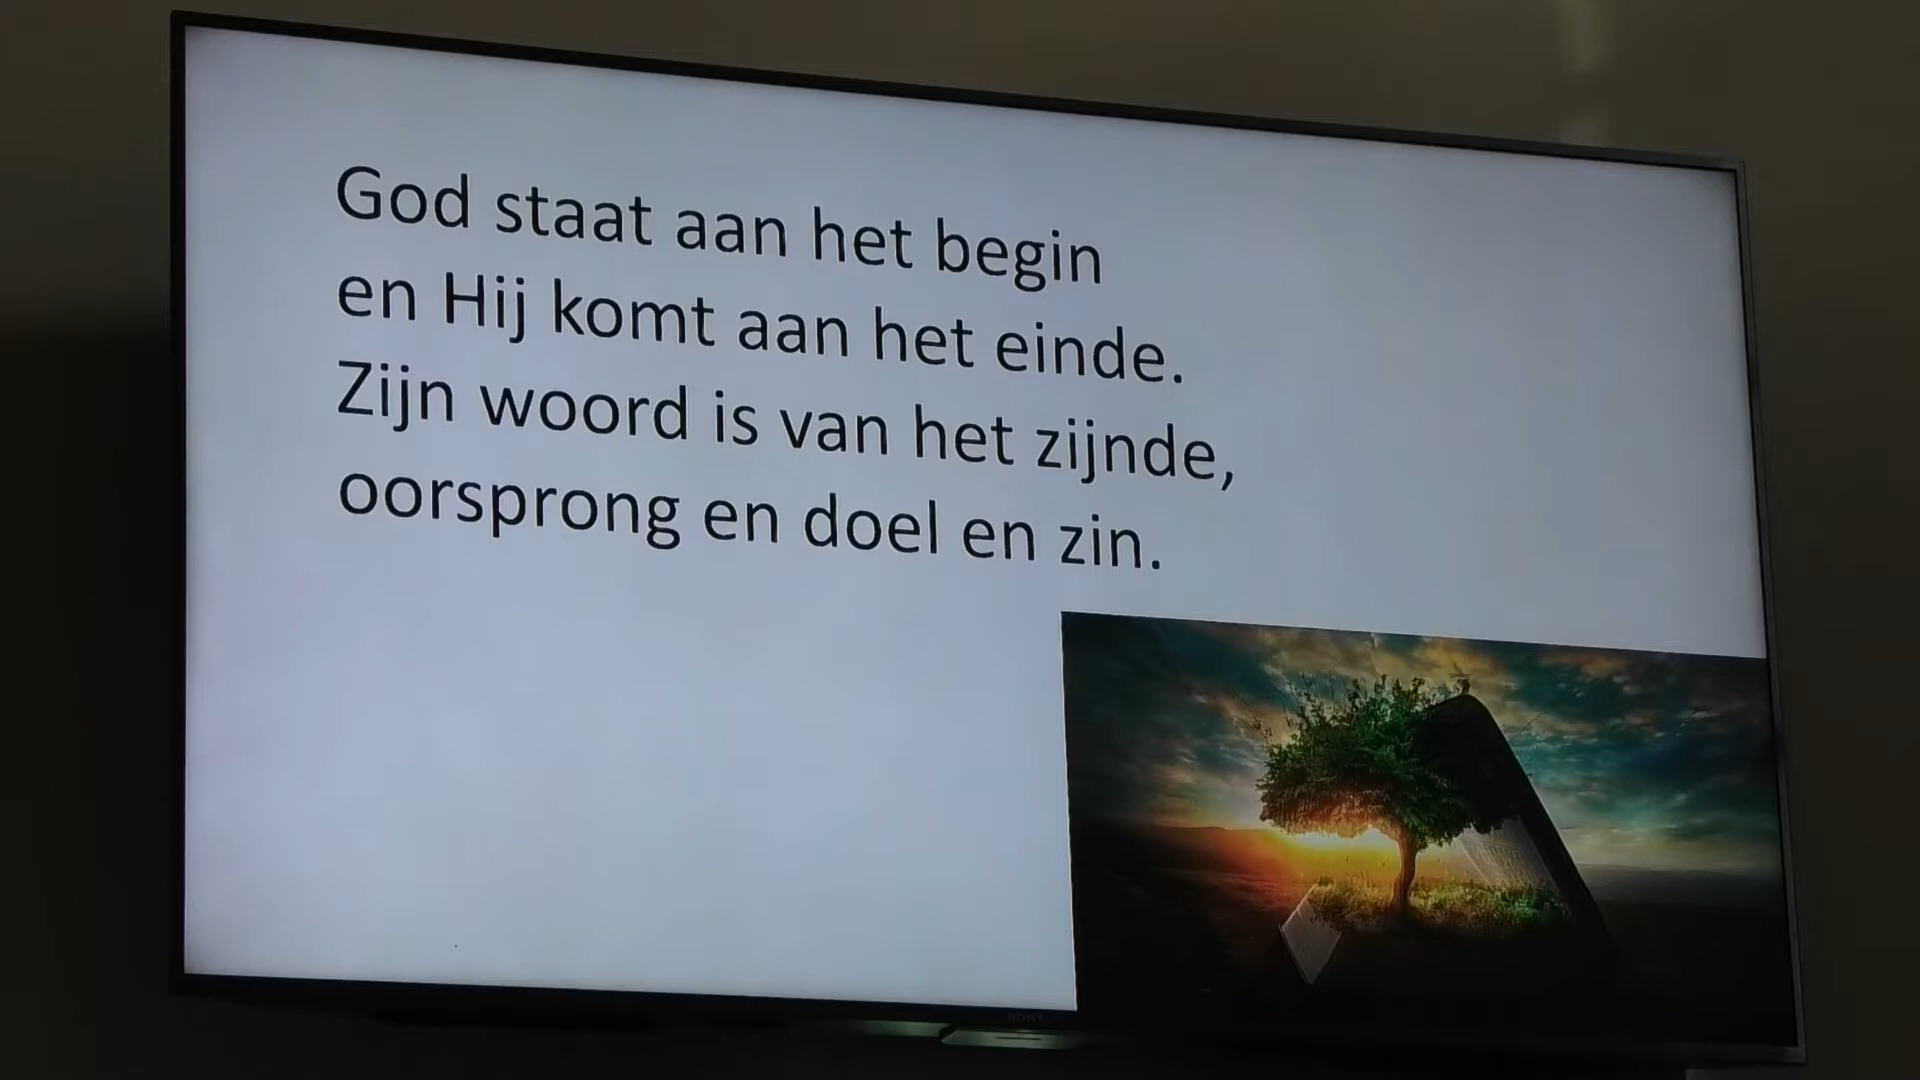 God staat aan het begin
en Hij komt aan het einde.
Zijn woord is van het zijnde,
oorsprong en doel en zin.
SONY